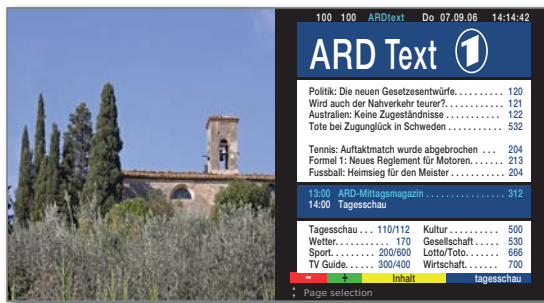 100 100 ARDtext Do 07.09.06 14:14:42
ARD Text 1
Politik: Die neuen Gesetzesentwürfe. . . . . . . . . . 120
Wird auch der Nahverkehr teurer?. . . . . . . . . . . . 121
Australien: Keine Zugeständnisse . . . . . . . . . . . . 122
Tote bei Zugunglück in Schweden . . . . . . . . . . . 532
Tennis: Auftaktmatch wurde abgebrochen . . . 204
Formel 1: Neues Reglement für Motoren. . . . . . . 213
Fussball: Heimsieg für den Meister . . . . . . . . . . . 204
13:00 ARD-Mittagsmagazin . . . . . . . . . . . . . . . . 312
14:00 Tagesschau
Tagesschau . . . 110/112 Kultur . . . . . . . . . . 500
Wetter. . . . . . . . . . 170 Gesellschaft . . . . . 530
Sport. . . . . . . . . 200/600 Lotto/Toto. . . . . . . 666
TV Guide. . . . . . 300/400 Wirtschaft. . . . . . . 700
- + Inhalt tagesschau
Page selection